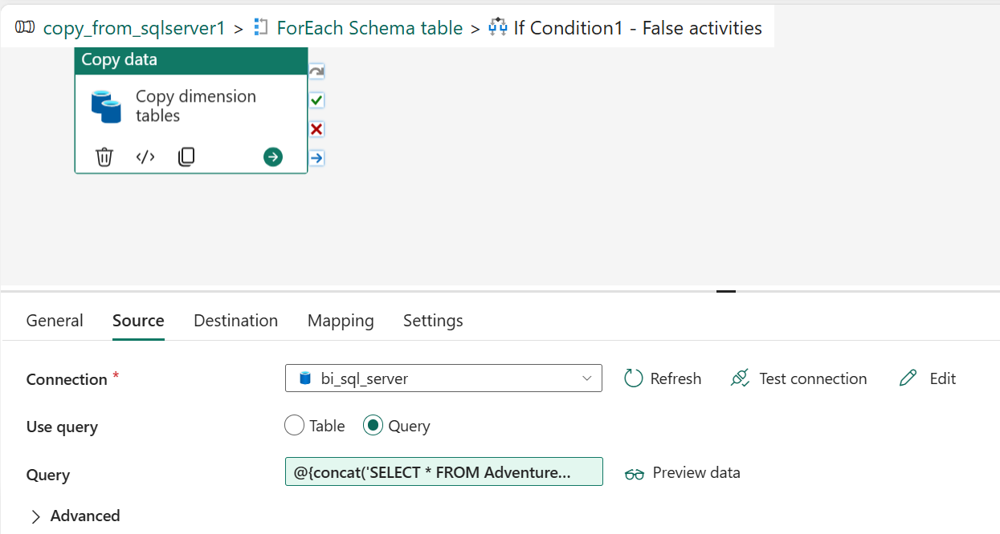 copy_from_sqlserver1 > ForEach Schema table > If Condition1 - False activities
Copy data
Copy dimension
tables
General Source Destination Mapping Settings
Connection * bi_sql_server Refresh Test connection Edit
Use query Table Query
Query @{concat('SELECT * FROM Adventure... Preview data
> Advanced